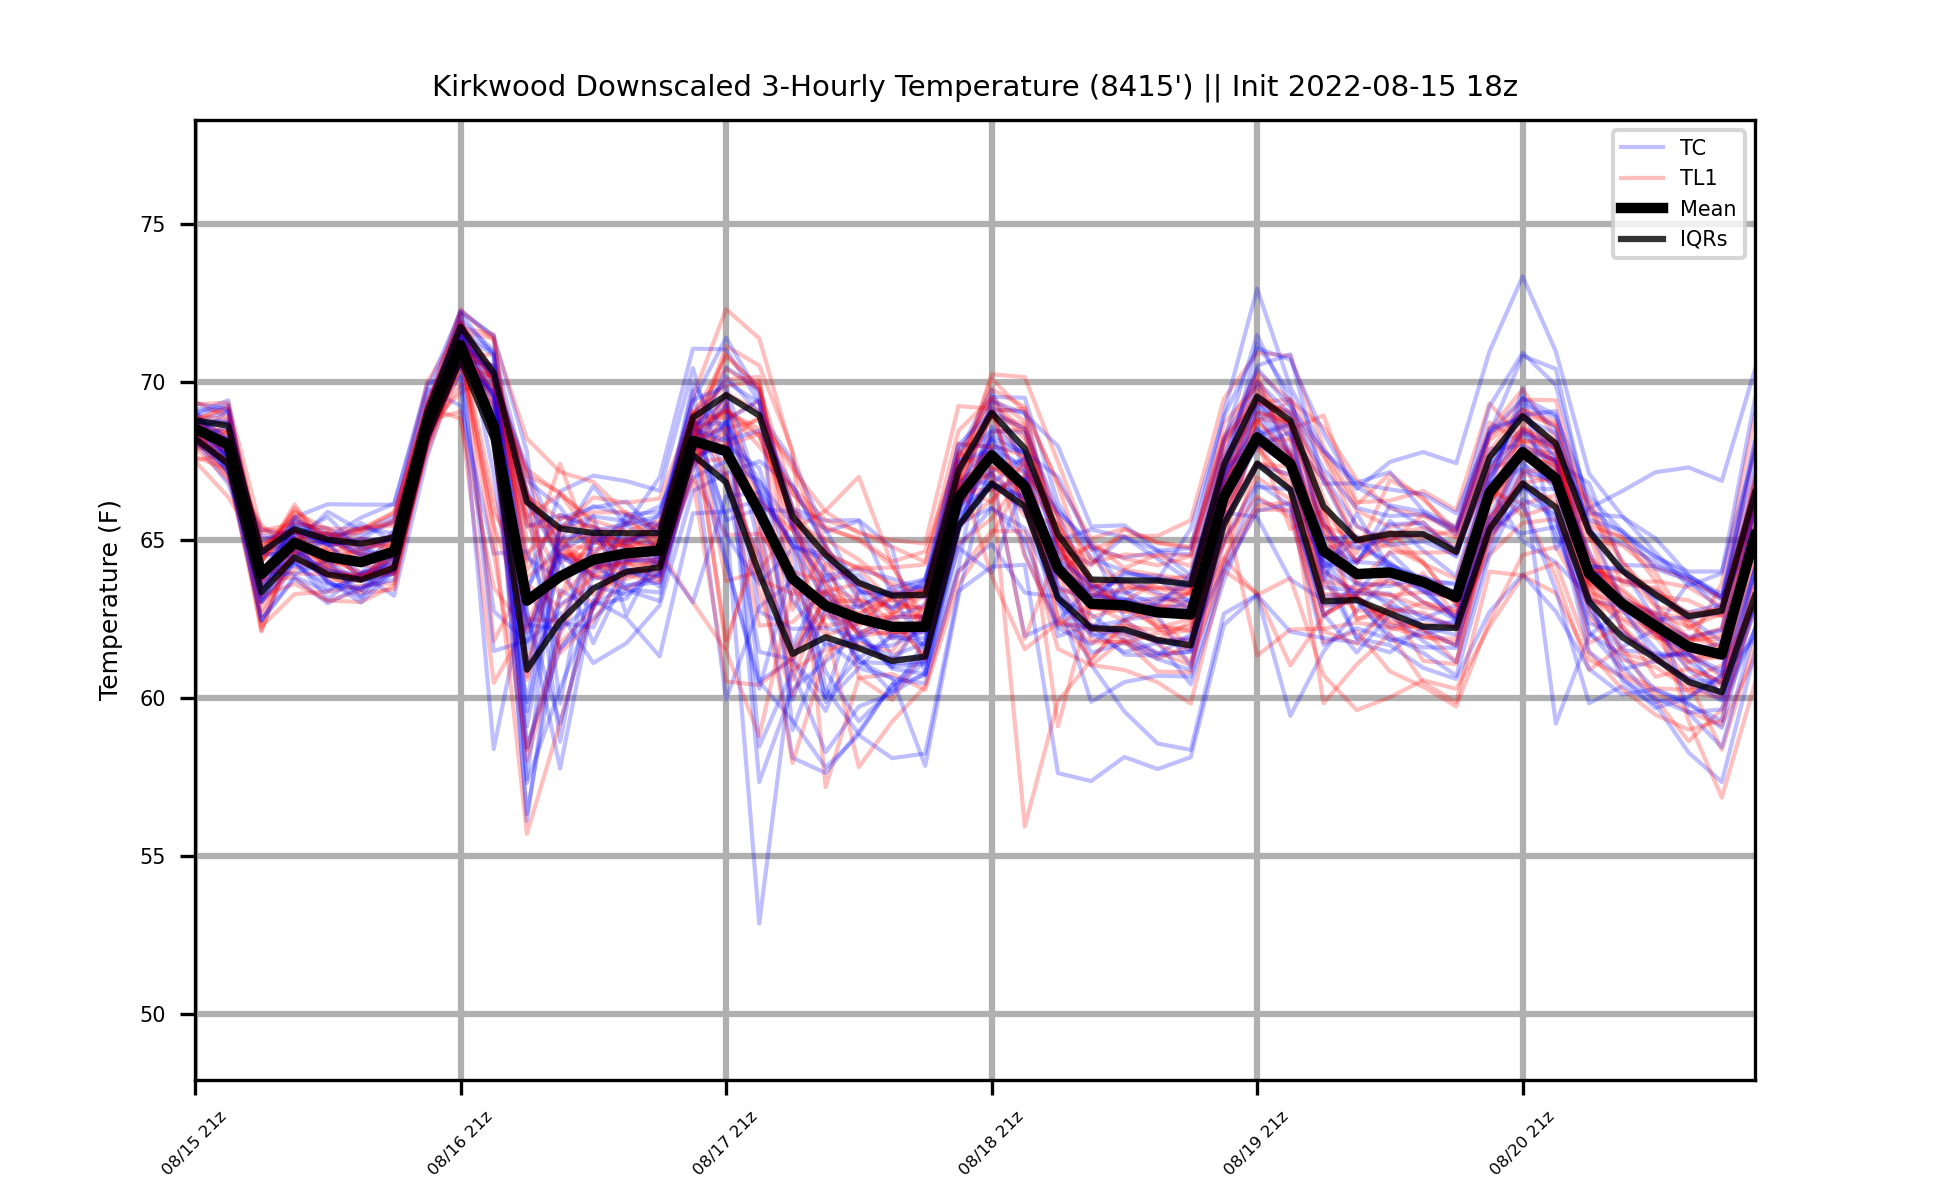 Kirkwood Downscaled 3-Hourly Temperature (8415') || Init 2022-08-15 18z
TC
TL1
Mean
IQRs
Temperature (F)
75
70
65
60
55
50
08/15 21z
08/16 21z
08/17 21z
08/18 21z
08/19 21z
08/20 21z